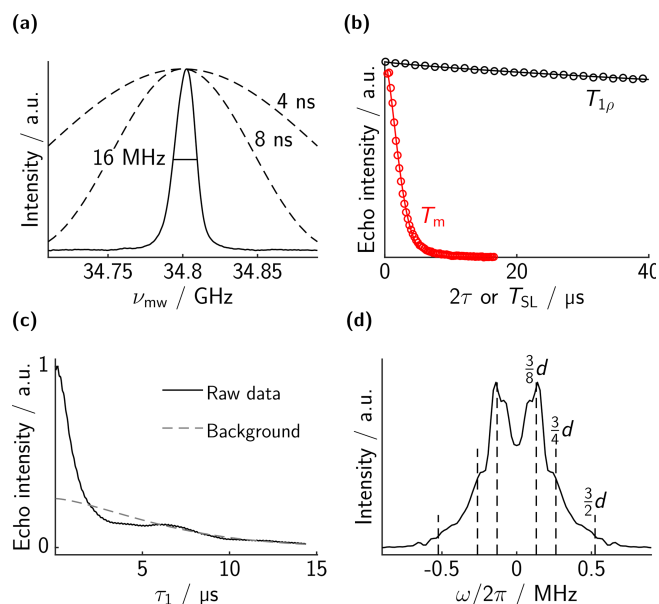 (a)
Intensity / a.u.
4 ns
8 ns
16 MHz
34.75
34.8
34.85
ν_mw / GHz
(b)
Echo intensity / a.u.
T_1ρ
T_m
0
20
40
2τ or T_SL / μs
(c)
Echo intensity / a.u.
1
0
Raw data
Background
5
10
15
τ_1 / μs
(d)
Intensity / a.u.
3/8 d
3/4 d
3/2 d
-0.5
0
0.5
ω/2π / MHz